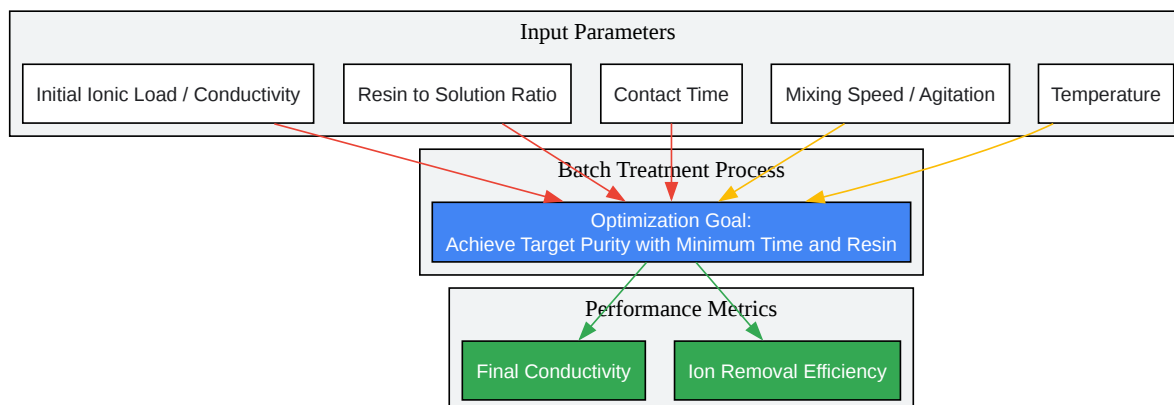 Input Parameters
Initial Ionic Load / Conductivity
Resin to Solution Ratio
Contact Time
Mixing Speed / Agitation
Temperature
Batch Treatment Process
Optimization Goal:
Achieve Target Purity with Minimum Time and Resin
Performance Metrics
Final Conductivity
Ion Removal Efficiency